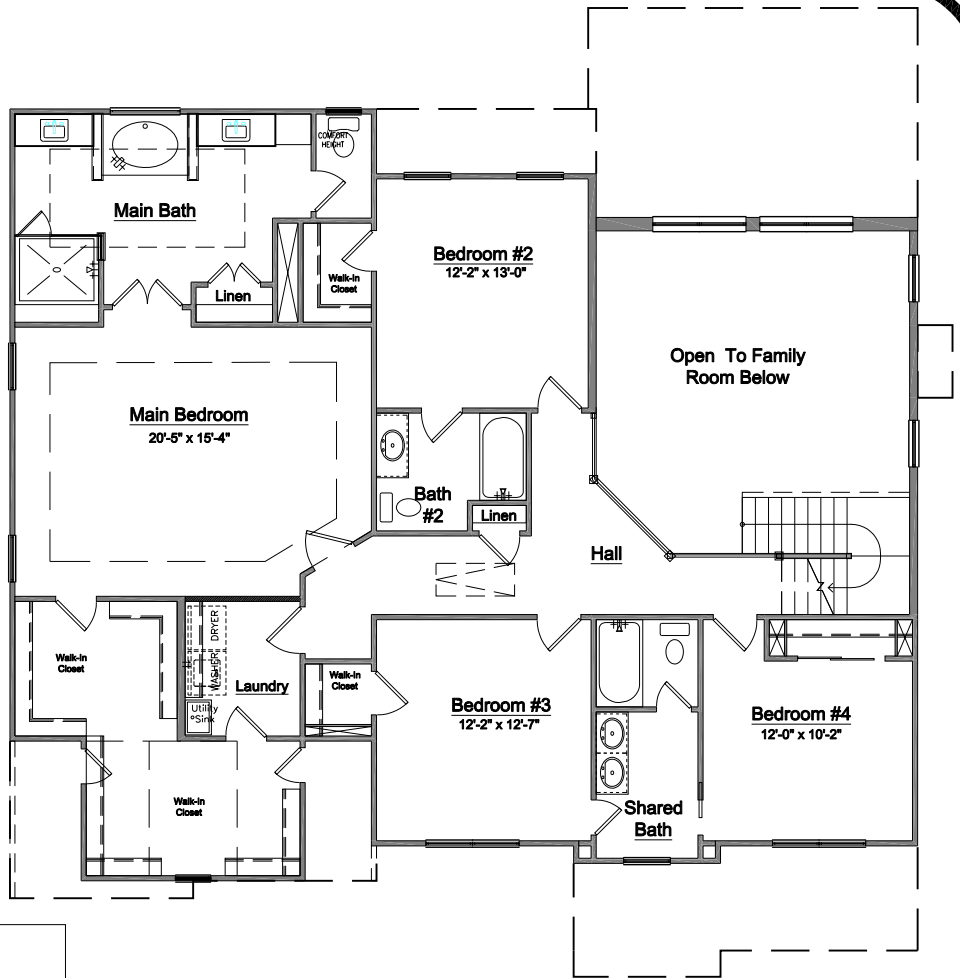 COMFORT
HEIGHT
Main Bath
Bedroom #2
12'-2" x 13'-0"
Walk-In
Closet
Linen
Open To Family
Room Below
Main Bedroom
20'-5" x 15'-4"
Bath
#2
Linen
Hall
DRYER
WASHER
Walk-In
Closet
Laundry
Utility
Sink
Walk-In
Closet
Bedroom #3
12'-2" x 12'-7"
Bedroom #4
12'-0" x 10'-2"
Walk-In
Closet
Shared
Bath